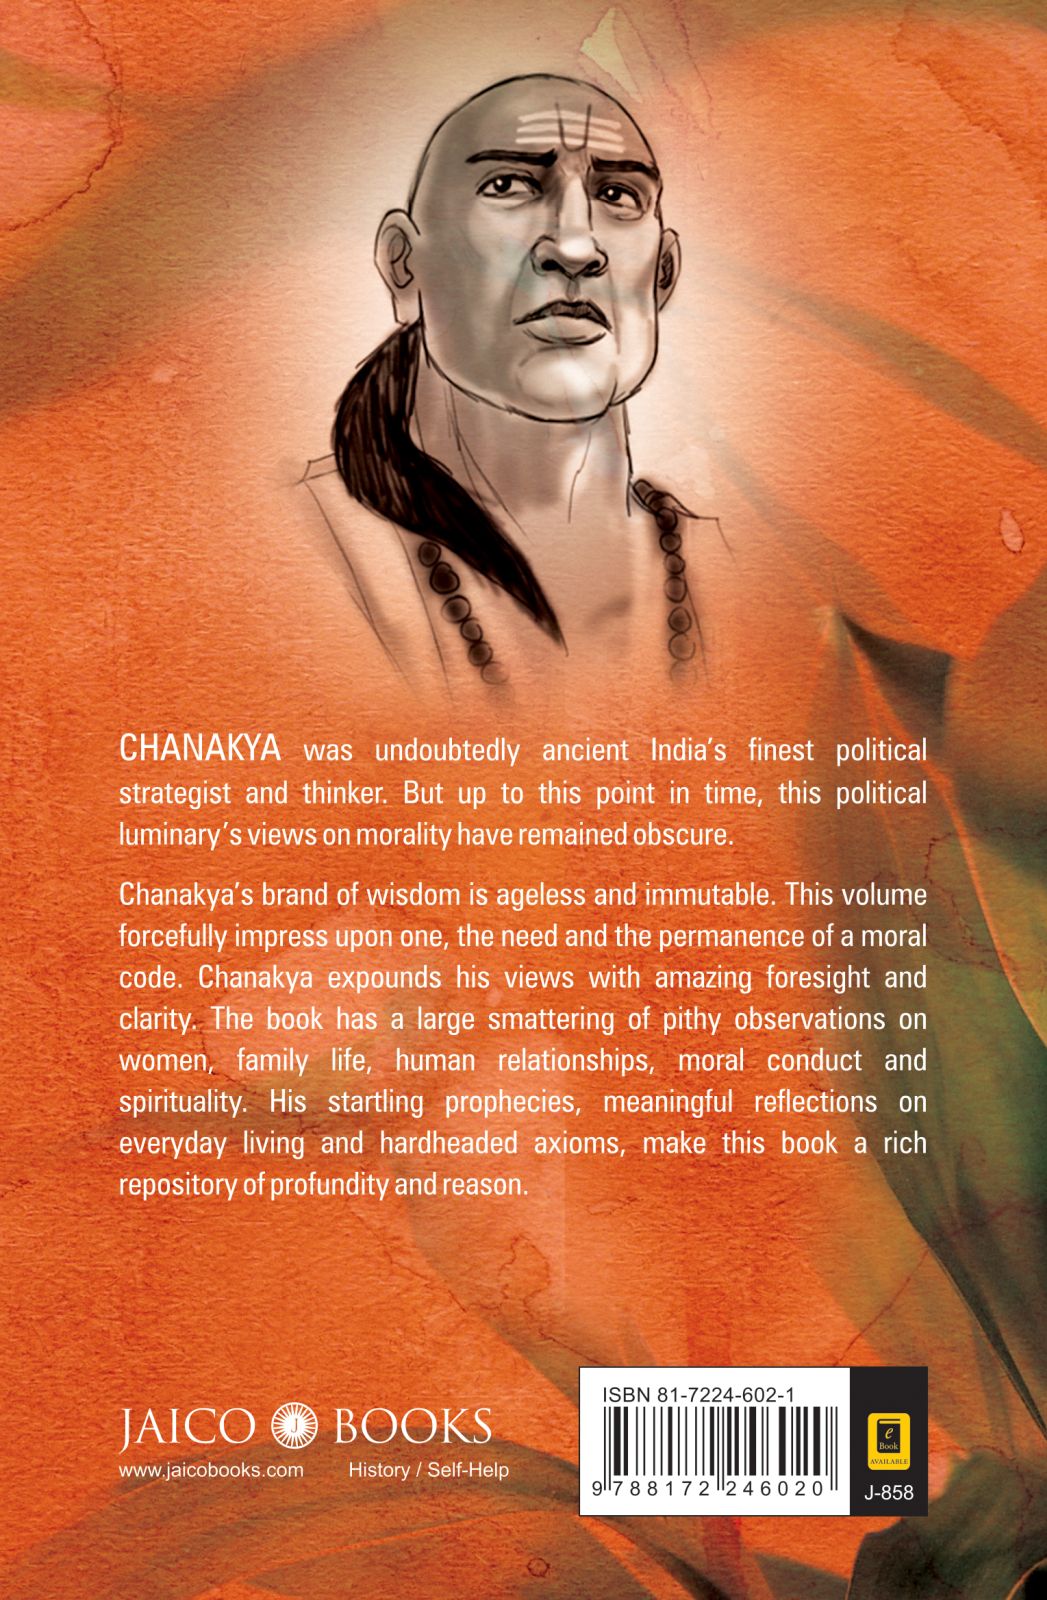 CHANAKYA was undoubtedly ancient India's finest political
strategist and thinker. But up to this point in time, this political
luminary's views on morality have remained obscure.
Chanakya's brand of wisdom is ageless and immutable. This volume
forcefully impress upon one, the need and the permanence of a moral
code. Chanakya expounds his views with amazing foresight and
clarity. The book has a large smattering of pithy observations on
women, family life, human relationships, moral conduct and
spirituality. His startling prophecies, meaningful reflections on
everyday living and hardheaded axioms, make this book a rich
repository of profundity and reason.
JAICO J BOOKS
www.jaicobooks.com History / Self-Help
ISBN 81-7224-602-1
9 788172 246020
e
Book
AVAILABLE
J-858